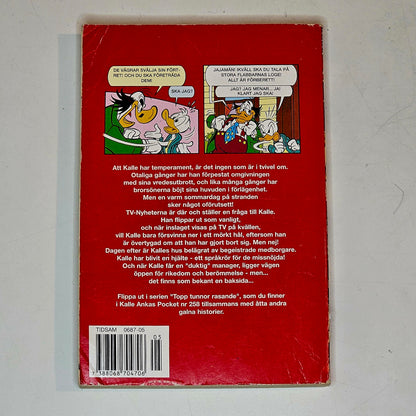 DE VÄGRAR SVÄLJA SIN FÖRT-
RET! OCH DU SKA FÖRETRÄDA
DEM!
SKA JAG?
JAJAMÄN! IKVÄLL SKA DU TALA PÅ
STORA FLABBARNAS LOGE!
ALLT ÄR FÖRBERETT!
JAG? JAG MENAR... JA!
KLART JAG SKA!
Att Kalle har temperament, är det ingen som är i tvivel om.
Otaliga gånger har han förpestat omgivningen
med sina vredesutbrott, och lika många gånger har
brorsönerna böjt sina huvuden i förlägenhet.
Men en varm sommardag på stranden
sker något oförutsett!
TV-Nyheterna är där och ställer en fråga till Kalle.
Han flippar ut som vanligt,
och när inslaget visas på TV på kvällen,
vill Kalle bara försvinna ner i ett mörkt hål, eftersom han
är övertygad om att han har gjort bort sig. Men nej!
Dagen efter är Kalles hus belägrat av begeistrade medborgare.
Kalle har blivit en hjälte - ett språkrör för de missnöjda!
Och när Kalle får en "duktig" manager, ligger vägen
öppen för rikedom och berömmelse - men...
det finns som bekant en baksida...
Flippa ut i serien "Topp tunnor rasande", som du finner
i Kalle Ankas Pocket nr 258 tillsammans med åtta andra
galna historier.
TIDSAM 0687-05
05
7 388068 704706